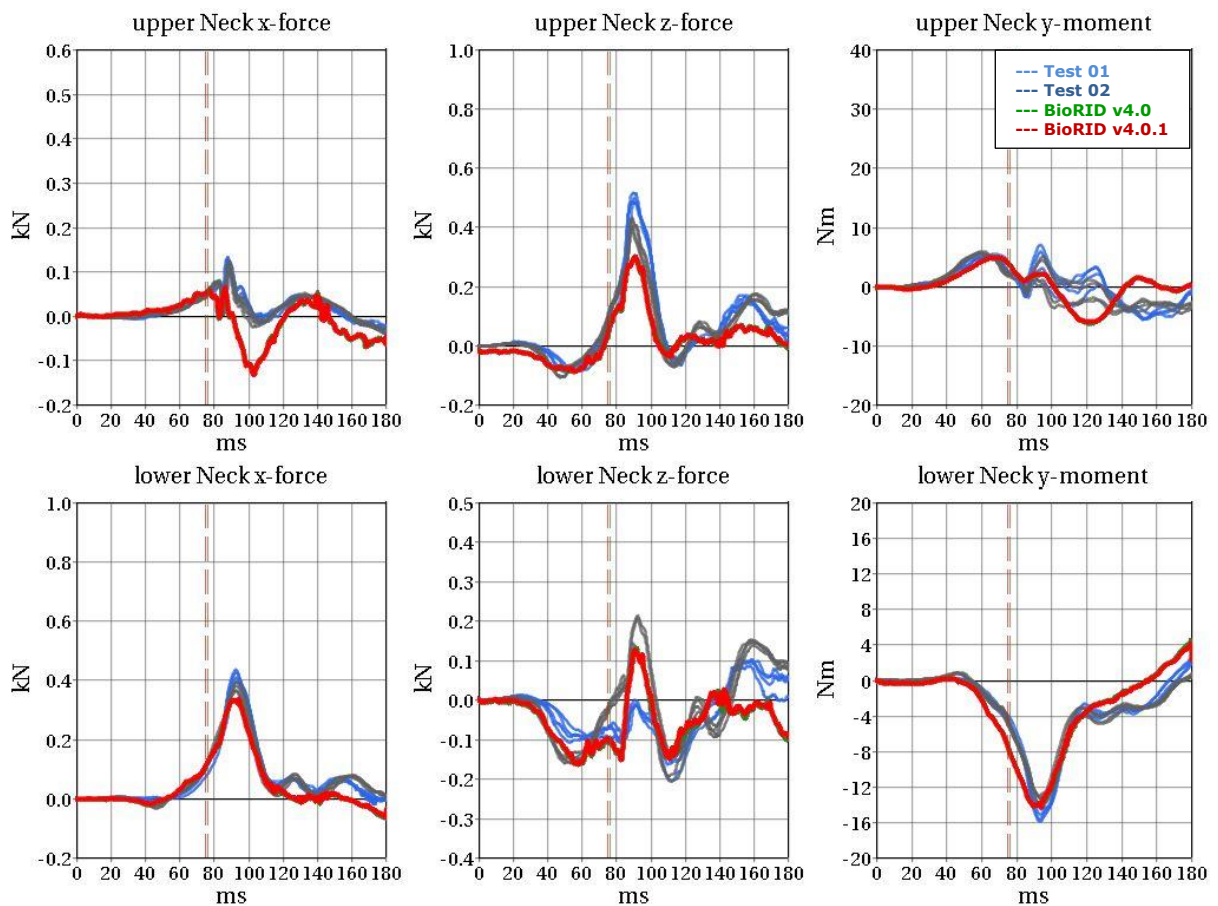 upper Neck x-force
0.6
0.5
0.4
0.3
0.2
0.1
0.0
-0.1
-0.2
kN
0 20 40 60 80 100 120 140 160 180
ms
upper Neck z-force
1.0
0.8
0.6
0.4
0.2
0.0
-0.2
kN
0 20 40 60 80 100 120 140 160 180
ms
upper Neck y-moment
40
30
20
10
0
-10
-20
Nm
0 20 40 60 80 100 120 140 160 180
ms
--- Test 01
--- Test 02
--- BioRID v4.0
--- BioRID v4.0.1
lower Neck x-force
1.0
0.8
0.6
0.4
0.2
0.0
-0.2
kN
0 20 40 60 80 100 120 140 160 180
ms
lower Neck z-force
0.5
0.4
0.3
0.2
0.1
0.0
-0.1
-0.2
-0.3
-0.4
kN
0 20 40 60 80 100 120 140 160 180
ms
lower Neck y-moment
20
16
12
8
4
0
-4
-8
-12
-16
-20
Nm
0 20 40 60 80 100 120 140 160 180
ms